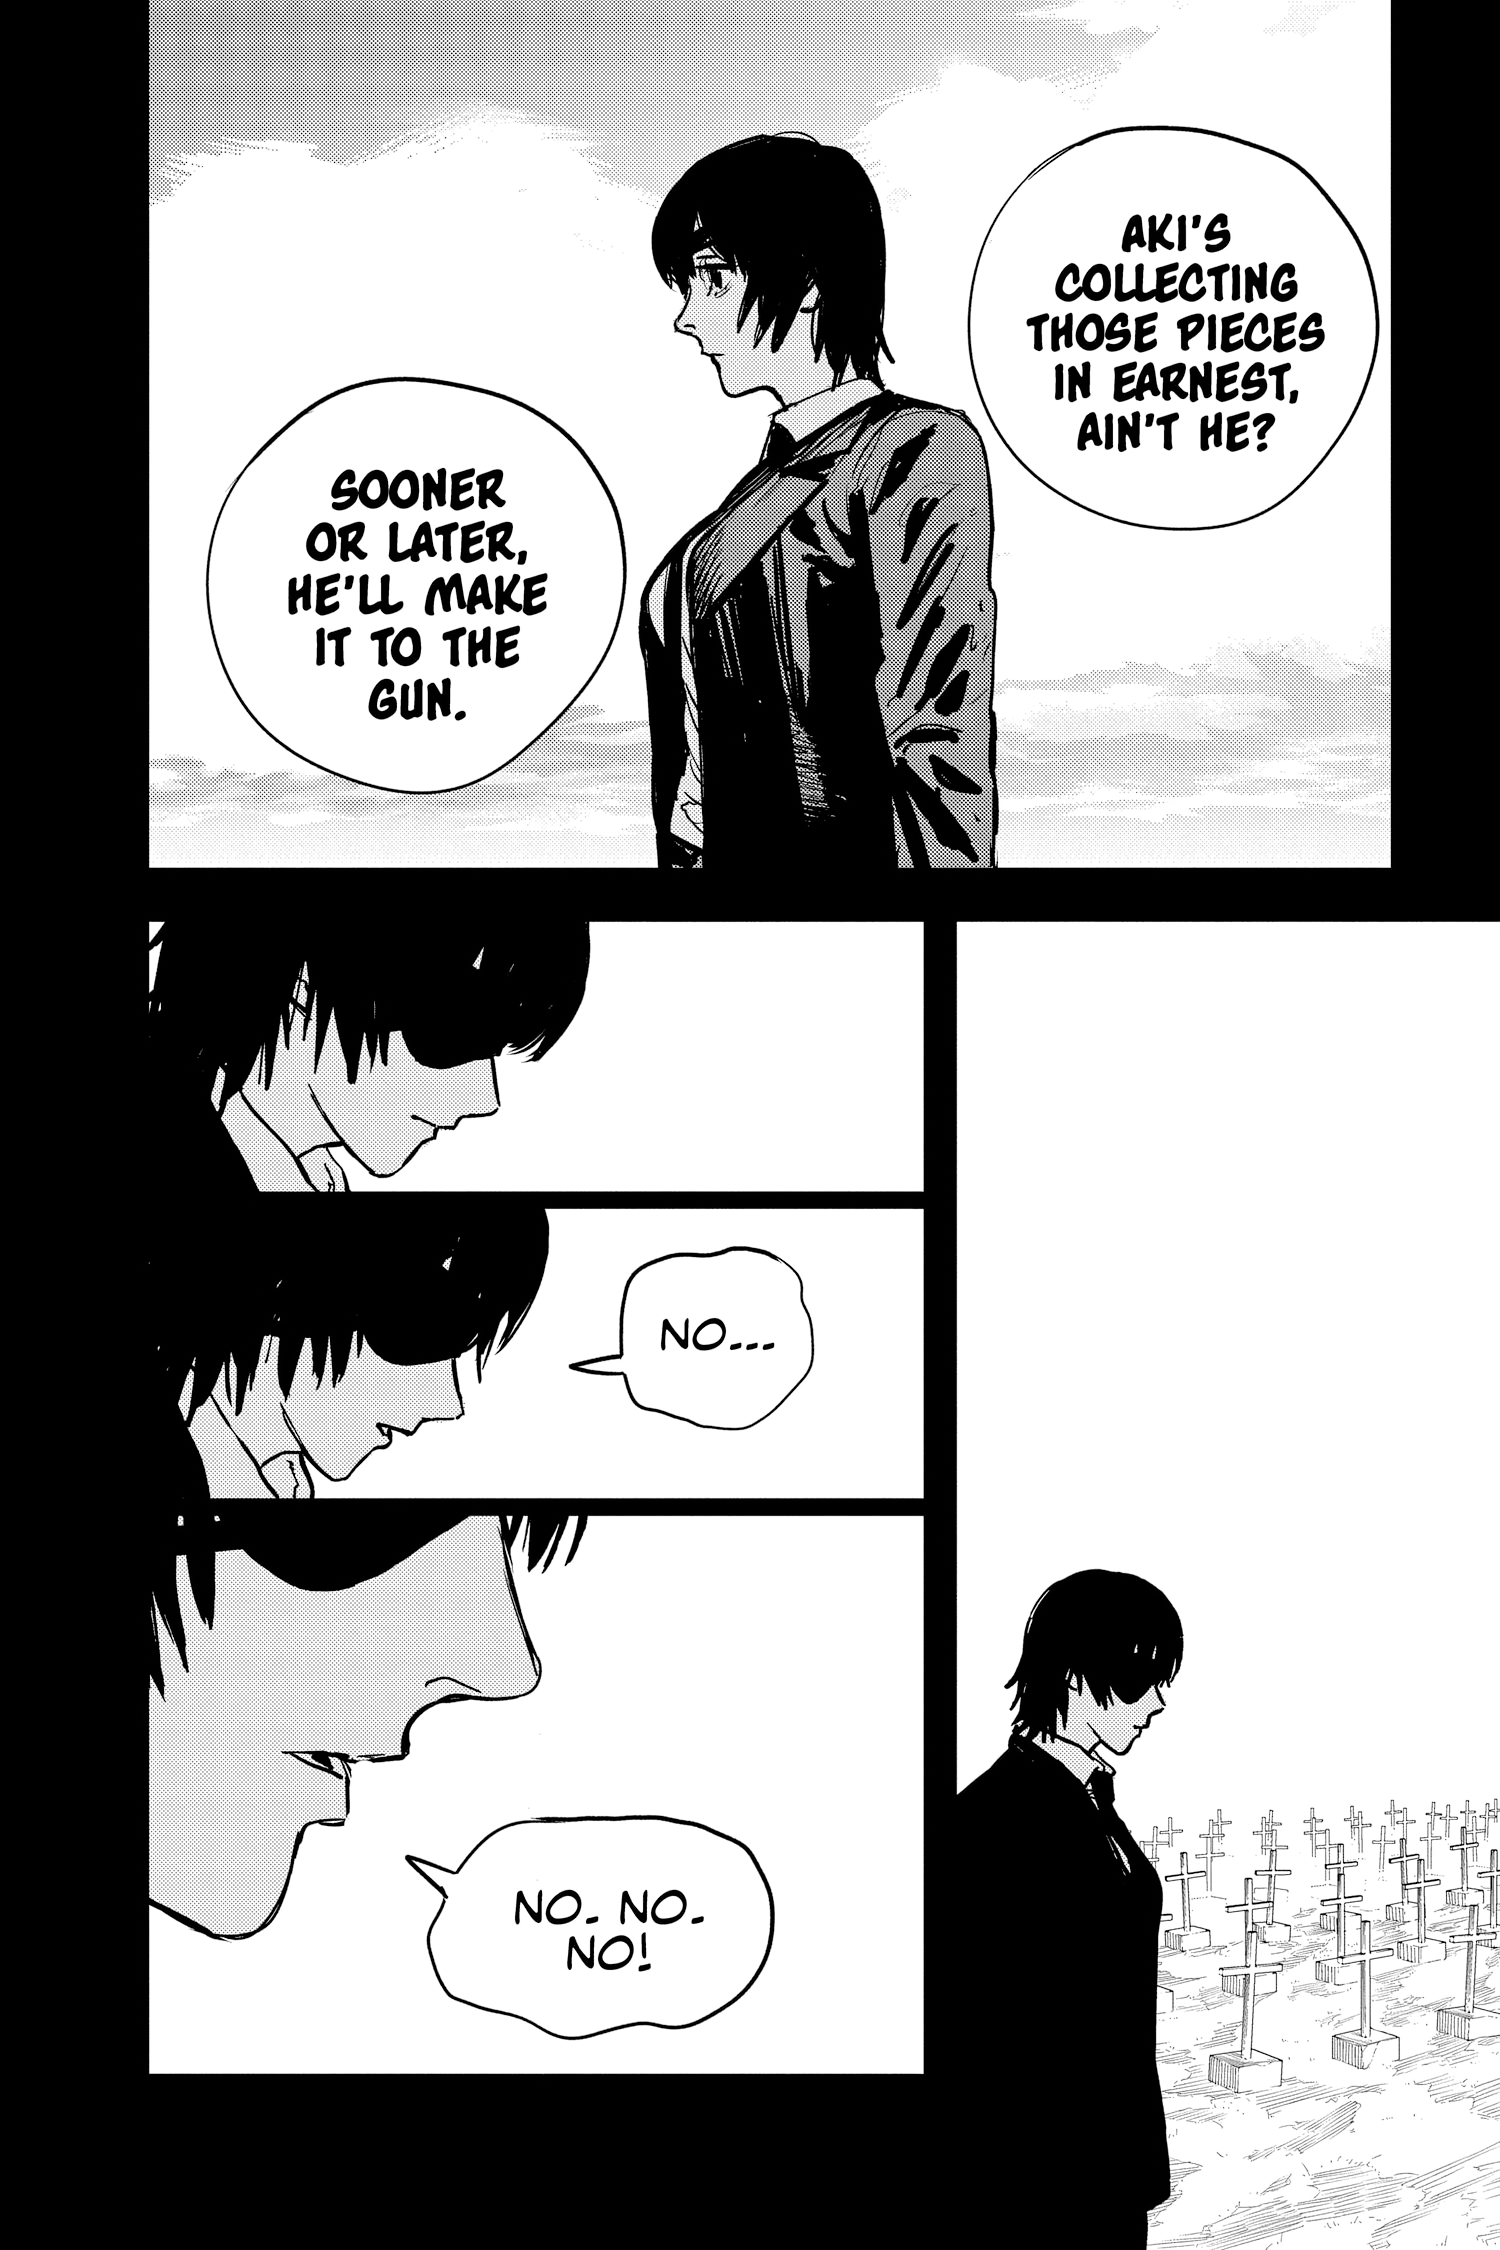 AKI'S
COLLECTING
THOSE PIECES
IN EARNEST,
AIN'T HE?
SOONER
OR LATER,
HE'LL MAKE
IT TO THE
GUN.
NO...
NO. NO.
NO!